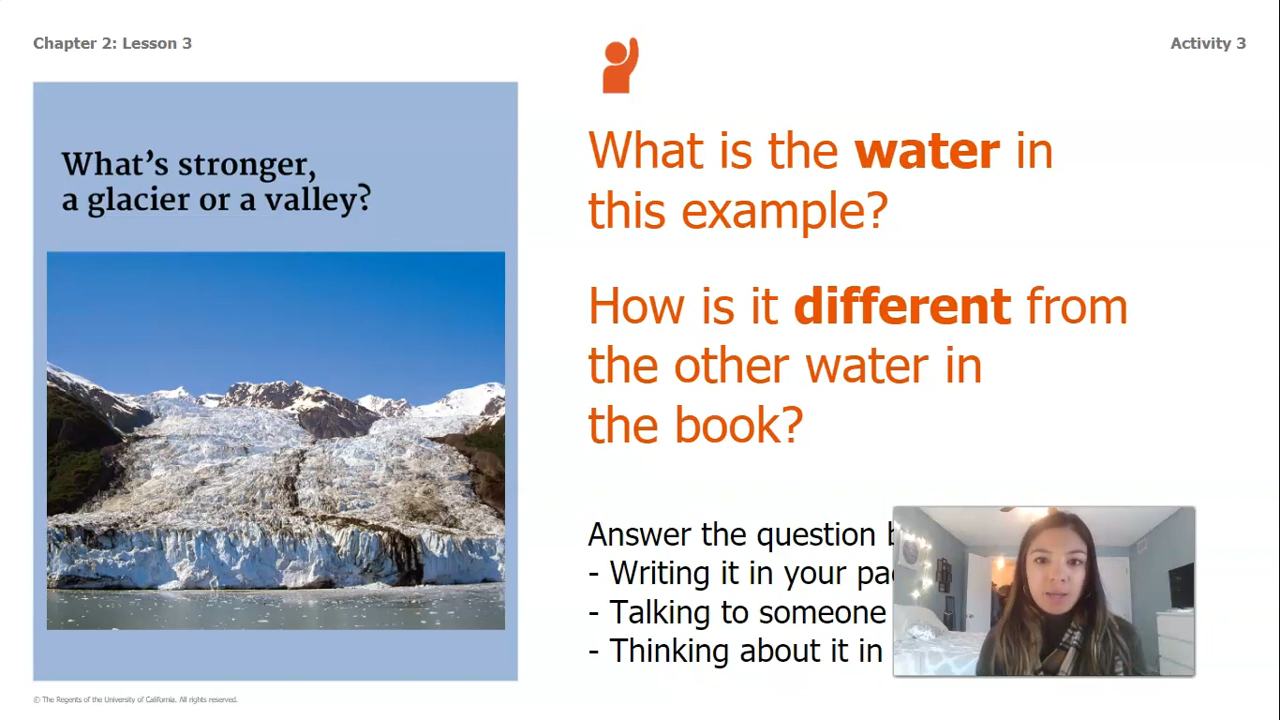 Chapter 2: Lesson 3
Activity 3
What's stronger,
a glacier or a valley?
What is the water in
this example?
How is it different from
the other water in
the book?
Answer the question
- Writing it in your
- Talking to someone
- Thinking about it in
© The Regents of the University of California. All rights reserved.